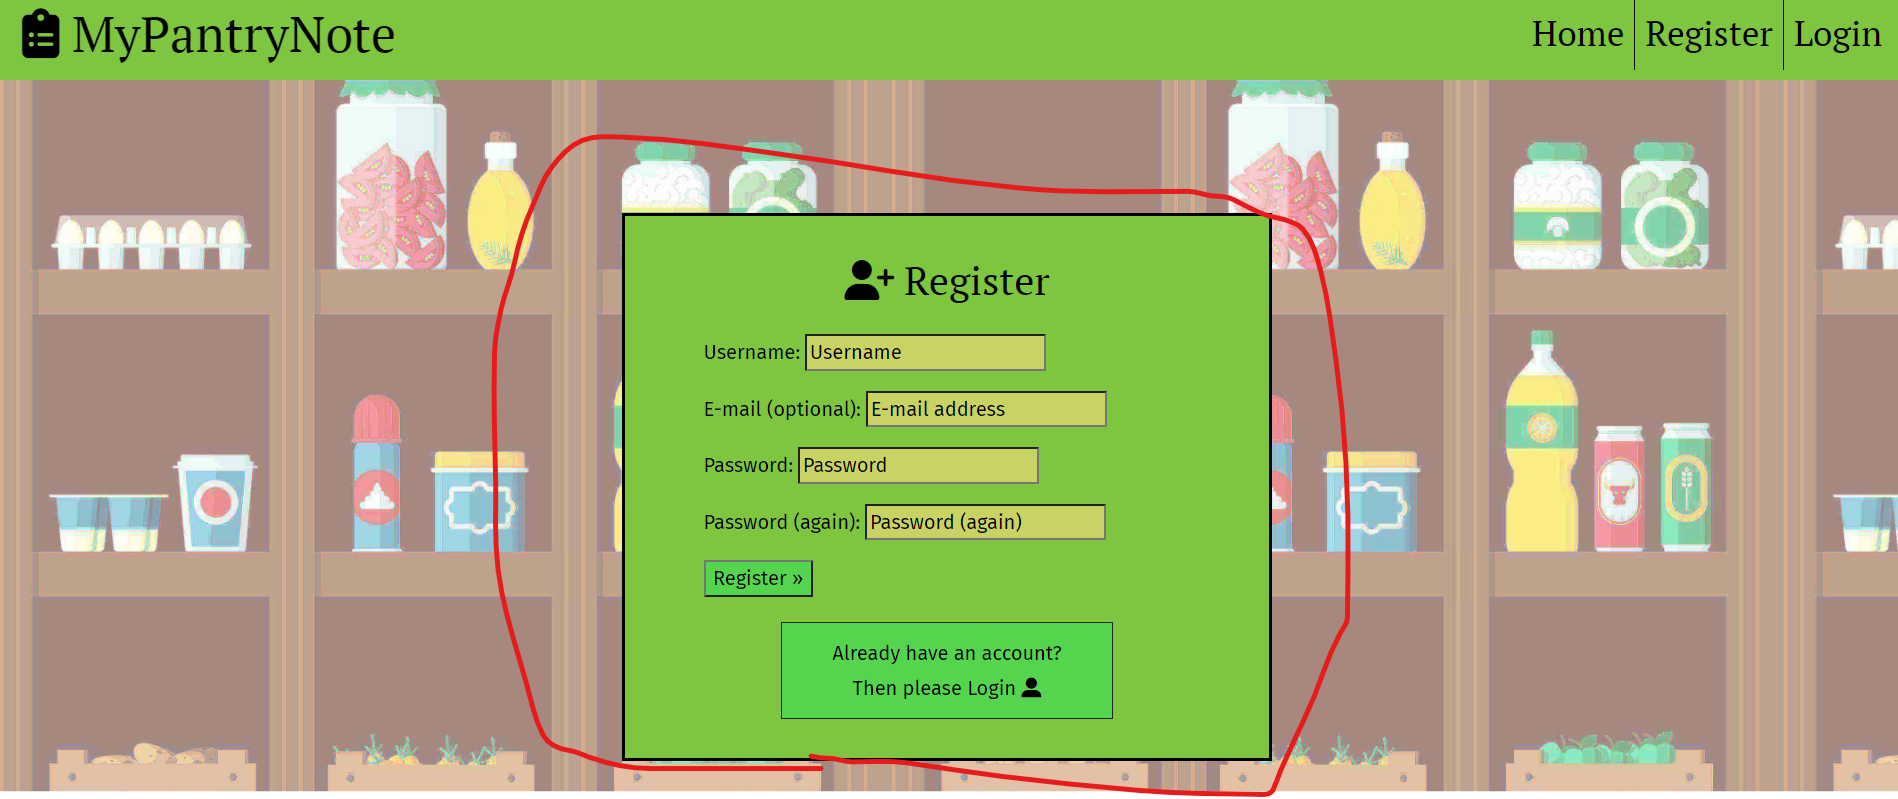 MyPantryNote
Home Register Login
Register
Username: Username
E-mail (optional): E-mail address
Password: Password
Password (again): Password (again)
Register »
Already have an account?
Then please Login